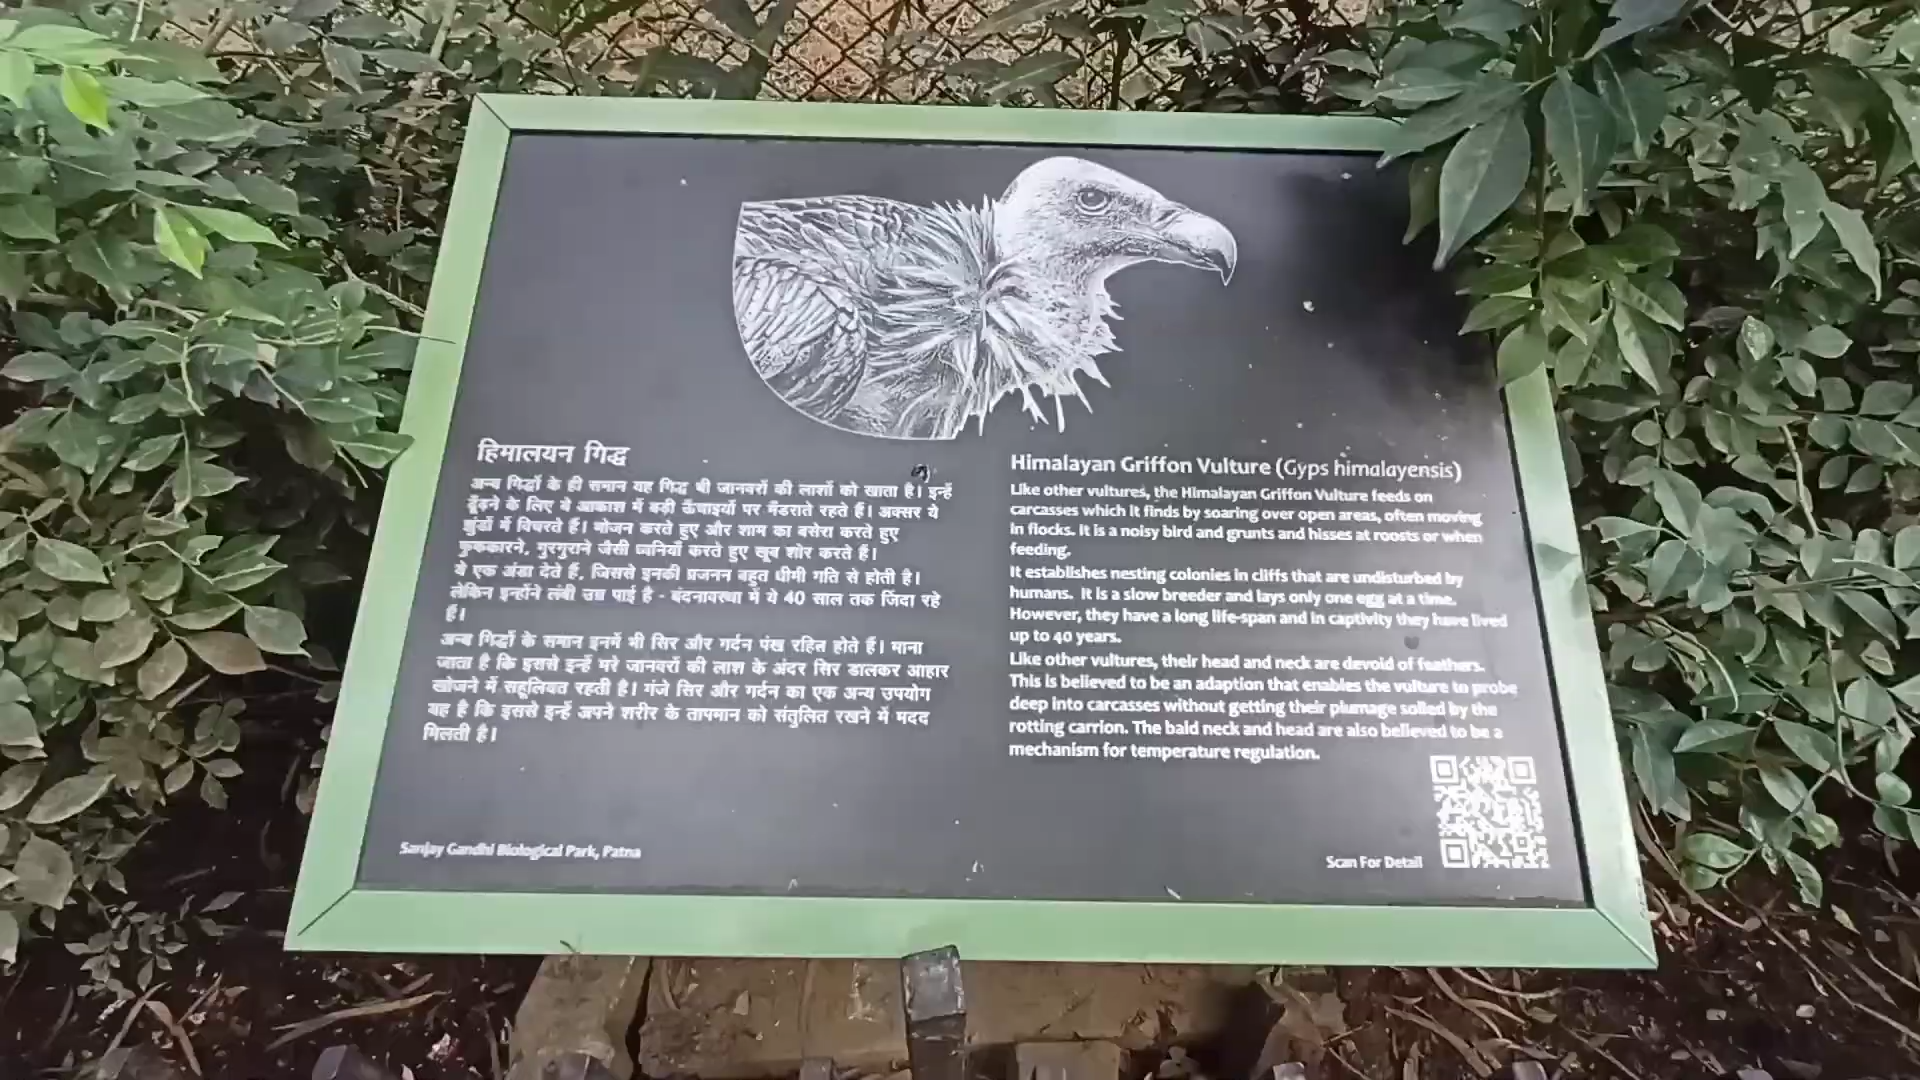 हिमालयन गिद्ध
अन्य गिद्धों के ही समान यह गिद्ध भी जानवरों की लाशों को खाता है। इन्हें
ढूँढ़ने के लिए ये आकाश में बड़ी ऊँचाइयों पर मँडराते रहते हैं। अक्सर ये
झुंडों में विचरते हैं। भोजन करते हुए और शाम का बसेरा करते हुए
फुफकारने, गुरगुराने जैसी ध्वनियाँ करते हुए खूब शोर करते हैं।
ये एक अंडा देते हैं, जिससे इनकी प्रजनन बहुत धीमी गति से होती है।
लेकिन इन्होंने लंबी उम्र पाई है - बंदनावस्था में ये 40 साल तक जिंदा रहे
हैं।
अन्य गिद्धों के समान इनमें भी सिर और गर्दन पंख रहित होते हैं। माना
जाता है कि इससे इन्हें मरे जानवरों की लाश के अंदर सिर डालकर आहार
खोजने में सहूलियत रहती है। गंजे सिर और गर्दन का एक अन्य उपयोग
यह है कि इससे इन्हें अपने शरीर के तापमान को संतुलित रखने में मदद
मिलती है।
Himalayan Griffon Vulture (Gyps himalayensis)
Like other vultures, the Himalayan Griffon Vulture feeds on
carcasses which it finds by soaring over open areas, often moving
in flocks. It is a noisy bird and grunts and hisses at roosts or when
feeding.
It establishes nesting colonies in cliffs that are undisturbed by
humans. It is a slow breeder and lays only one egg at a time.
However, they have a long life-span and in captivity they have lived
up to 40 years.
Like other vultures, their head and neck are devoid of feathers.
This is believed to be an adaption that enables the vulture to probe
deep into carcasses without getting their plumage soiled by the
rotting carrion. The bald neck and head are also believed to be a
mechanism for temperature regulation.
Sanjay Gandhi Biological Park, Patna
Scan For Detail